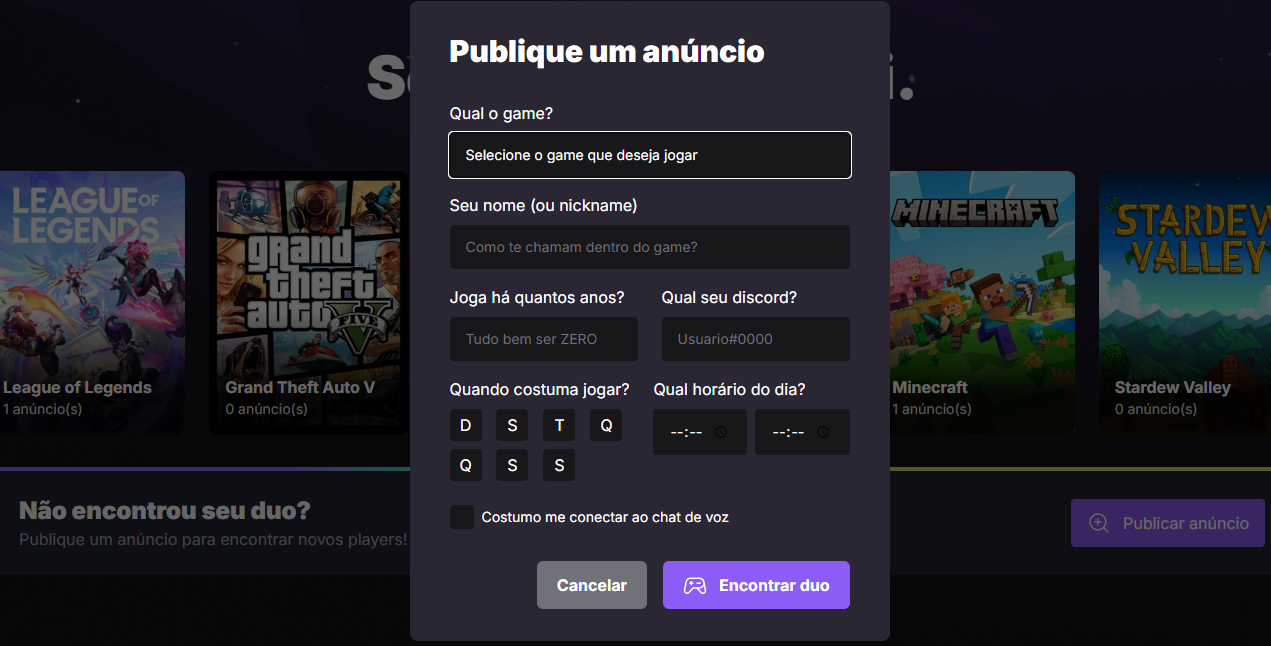 Publique um anúncio
Qual o game?
Selecione o game que deseja jogar
Seu nome (ou nickname)
Como te chamam dentro do game?
Joga há quantos anos? Qual seu discord?
Tudo bem ser ZERO Usuario#0000
Quando costuma jogar? Qual horário do dia?
D S T Q --:-- --:--
Q S S
Costumo me conectar ao chat de voz
Cancelar Encontrar duo
LEAGUE OF
LEGENDS
League of Legends
1 anúncio(s)
grand
theft
auto
FIVE
Grand Theft Auto V
0 anúncio(s)
MINECRAFT
Minecraft
1 anúncio(s)
STARDEW
VALLEY
Stardew Valley
0 anúncio(s)
Não encontrou seu duo?
Publique um anúncio para encontrar novos players!
Publicar anúncio